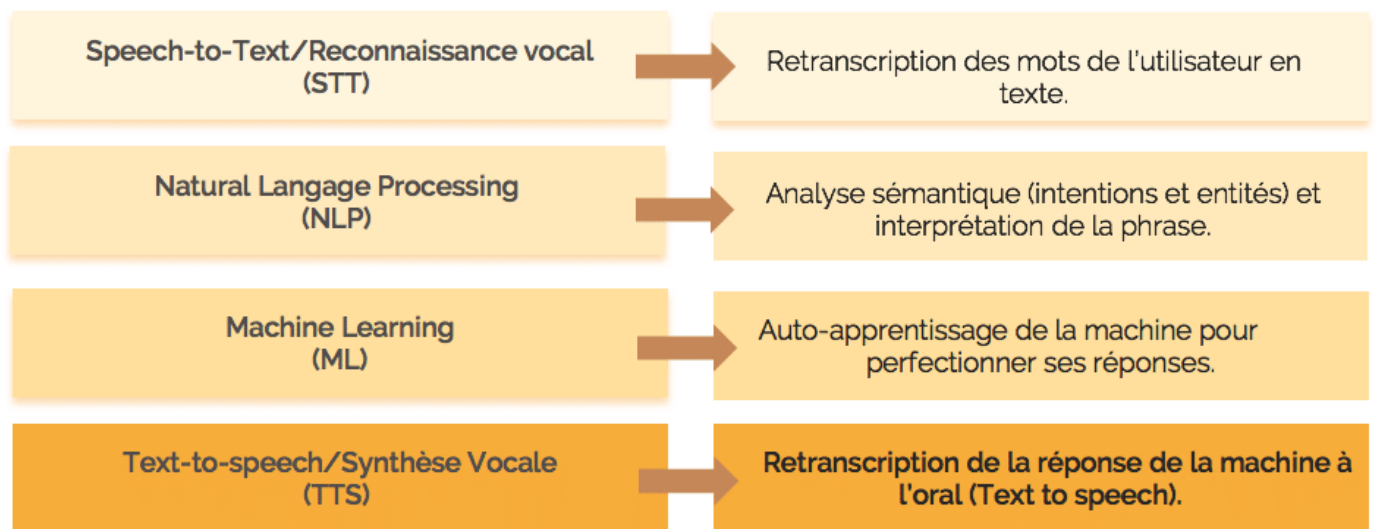 Speech-to-Text/Reconnaissance vocal
(STT)
Retranscription des mots de l'utilisateur en
texte.
Natural Langage Processing
(NLP)
Analyse sémantique (intentions et entités) et
interprétation de la phrase.
Machine Learning
(ML)
Auto-apprentissage de la machine pour
perfectionner ses réponses.
Text-to-speech/Synthèse Vocale
(TTS)
Retranscription de la réponse de la machine à
l'oral (Text to speech).